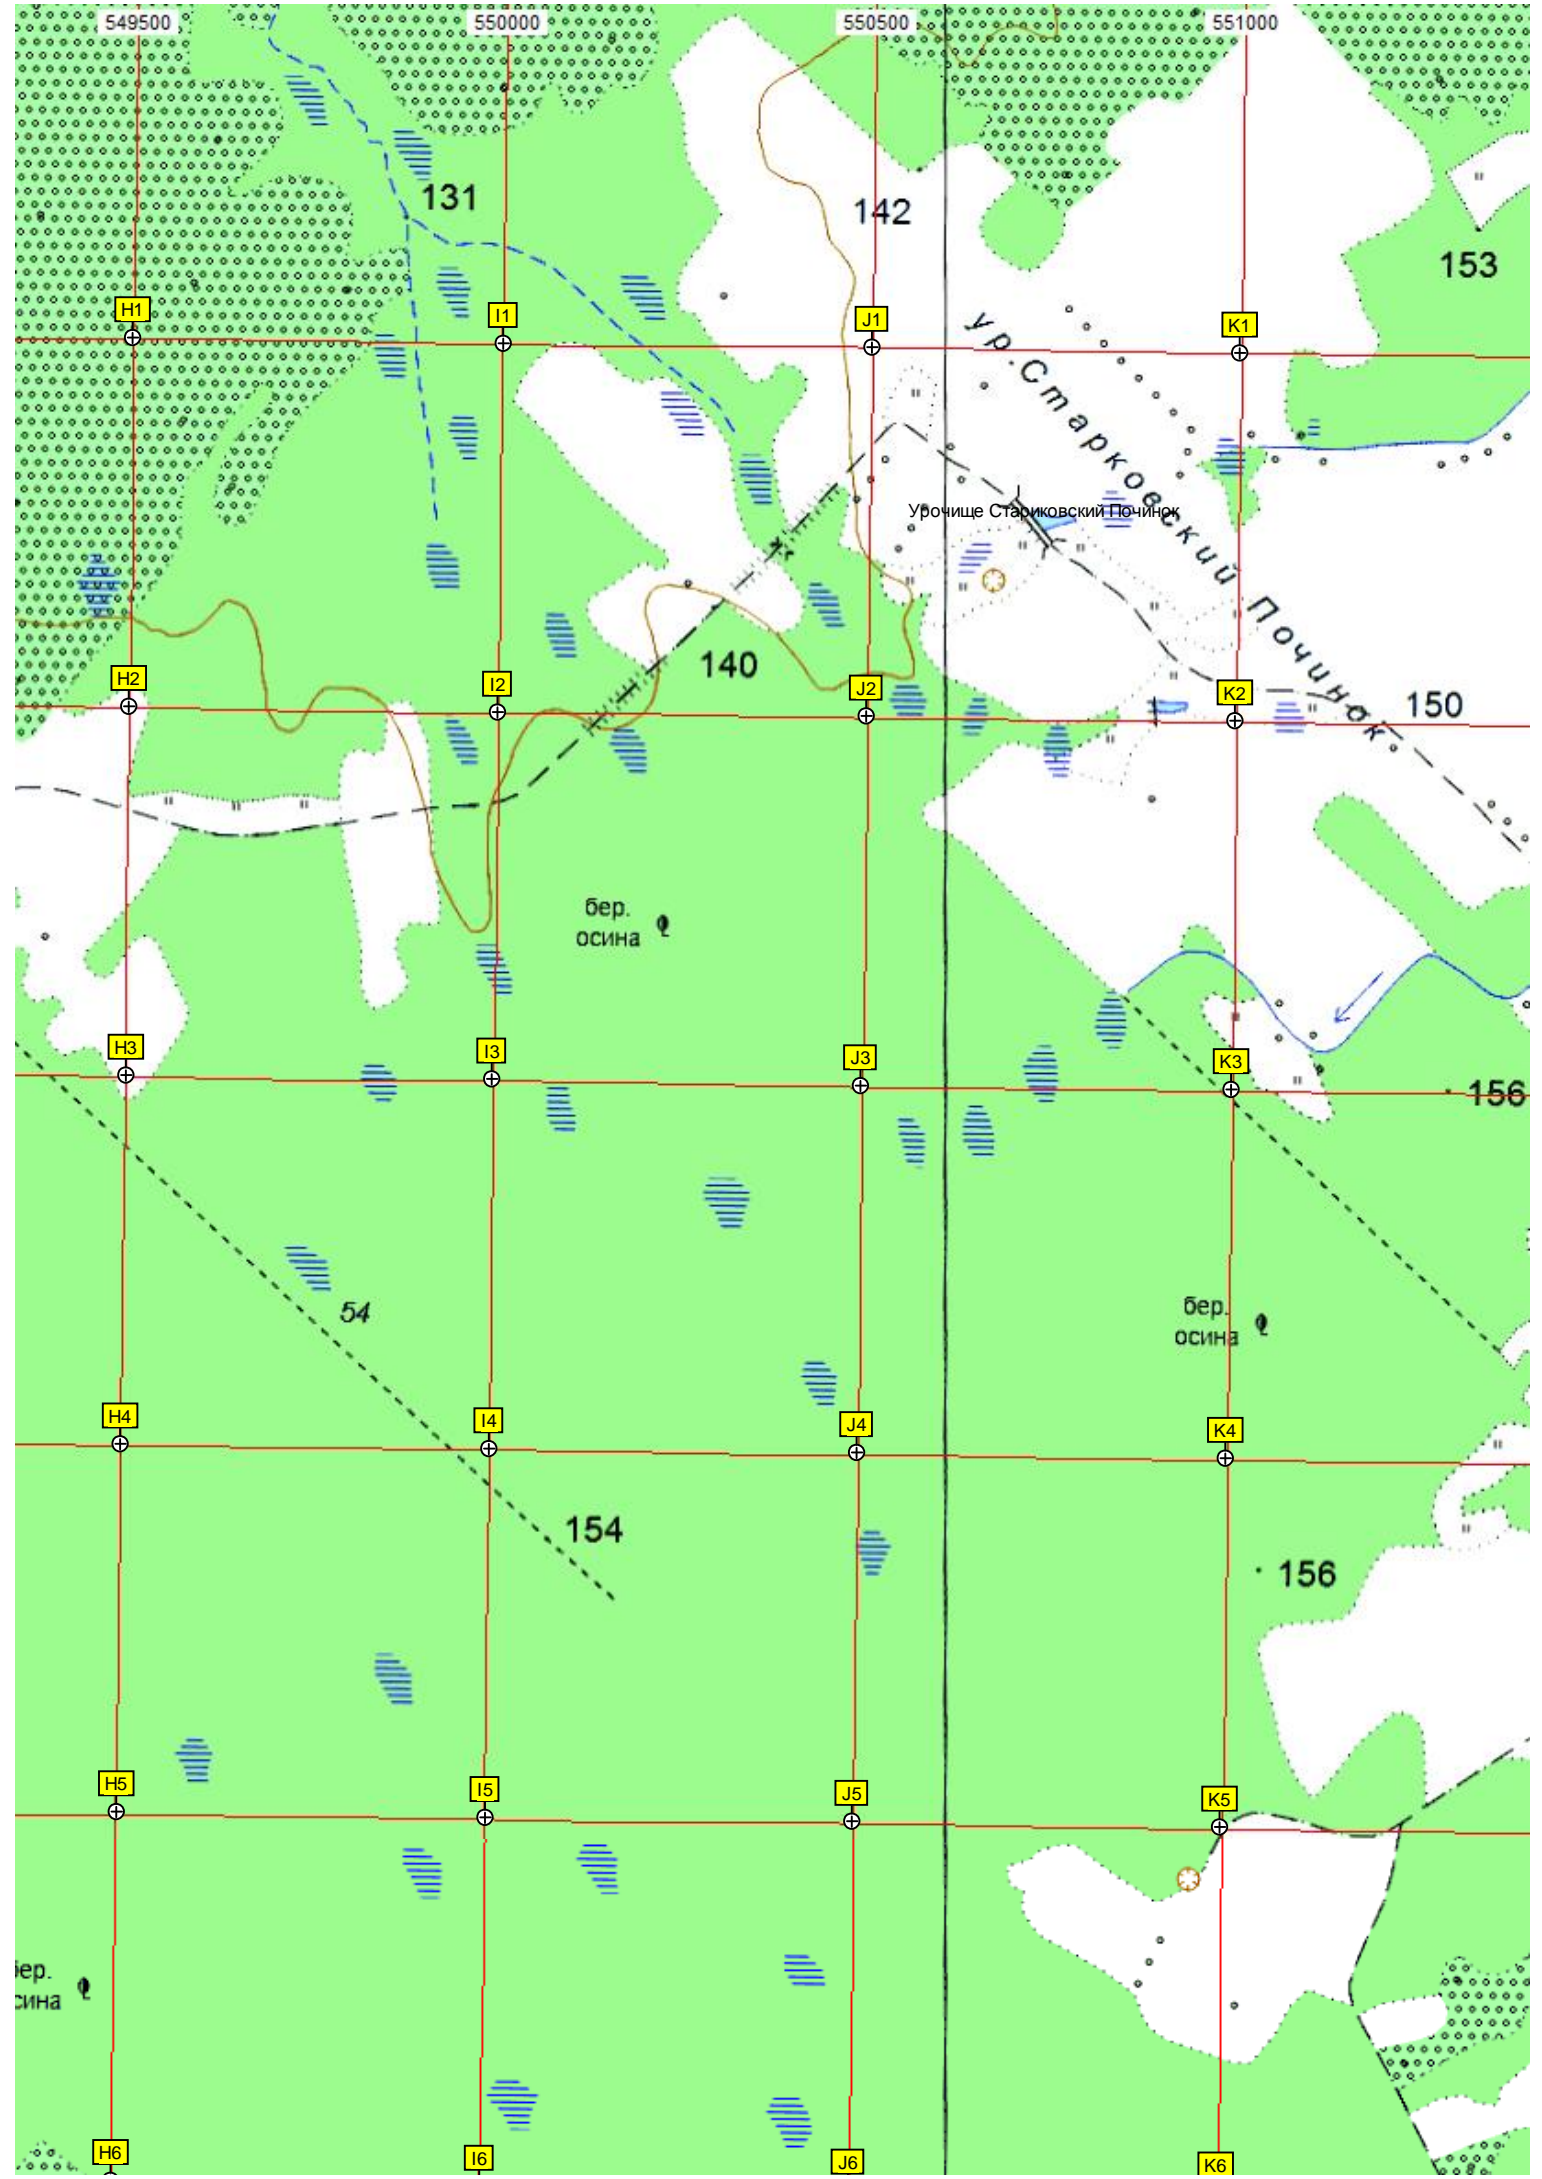 549500 550000 550500 551000
131
142
153
H1 I1 J1 K1
ур.Старковский Починок
Урочище Стариковский Починок
140
H2 I2 J2 K2
150
бер.
осина
H3 I3 J3 K3
156
54
бер.
осина
H4 I4 J4 K4
154
156
H5 I5 J5 K5
бер.
сина
H6 I6 J6 K6